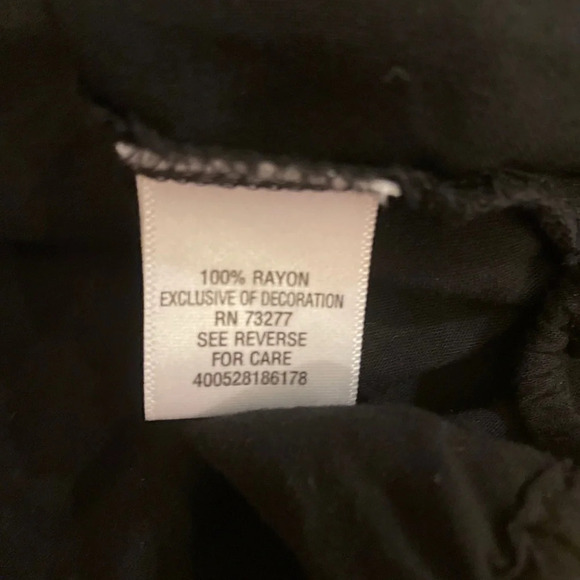 100% RAYON
EXCLUSIVE OF DECORATION
RN 73277
SEE REVERSE
FOR CARE
400528186178